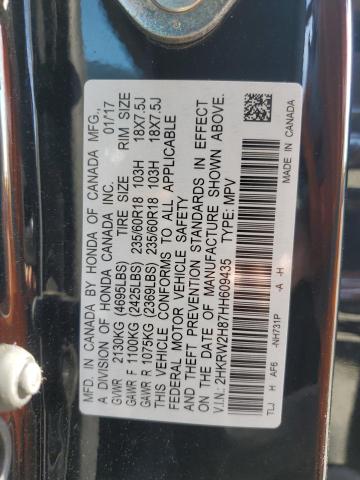 MFD. IN CANADA BY HONDA OF CANADA MFG.,
A DIVISION OF HONDA CANADA INC. 01/17
GVWR 2130KG (4695LBS) TIRE SIZE RIM SIZE
GAWR F 1100KG (2425LBS) 235/60R18 103H 18X7.5J
GAWR R 1075KG (2369LBS) 235/60R18 103H 18X7.5J
THIS VEHICLE CONFORMS TO ALL APPLICABLE
FEDERAL MOTOR VEHICLE SAFETY
AND THEFT PREVENTION STANDARDS IN EFFECT
ON THE DATE OF MANUFACTURE SHOWN ABOVE.
V.I.N.: 2HKRW2H87HH609435 TYPE: MPV
TLJ H AF6 -NH731P -A -H
MADE IN CANADA